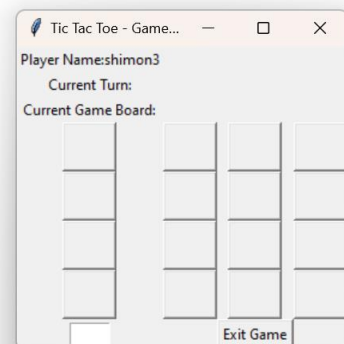 Tic Tac Toe - Game...
Player Name:shimon3
Current Turn:
Current Game Board:
Exit Game